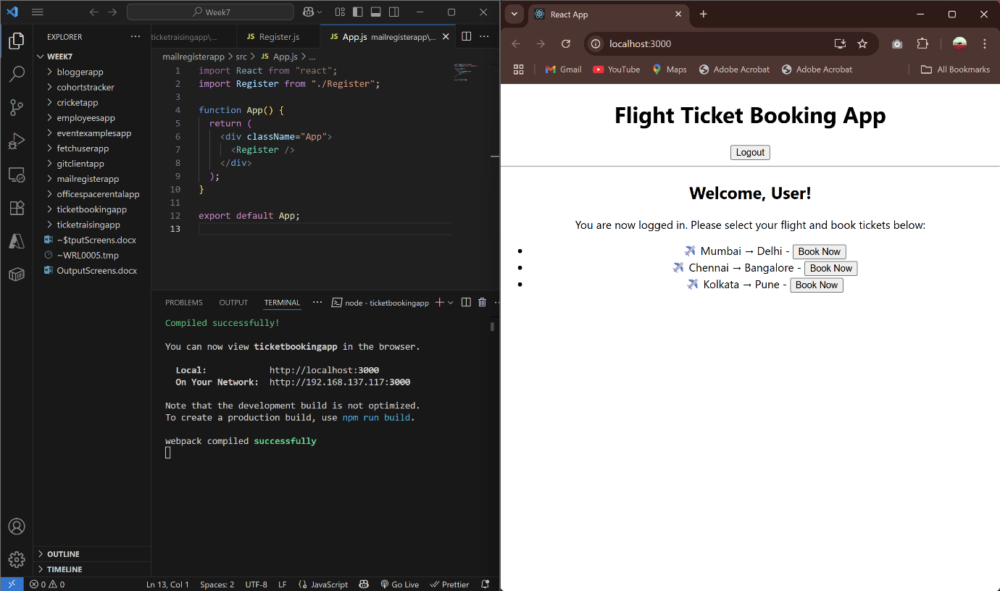 Week7
EXPLORER
WEEK7
bloggerapp
cohortstracker
cricketapp
employeesapp
eventexamplesapp
fetchuserapp
gitclientapp
mailregisterapp
officespacerentalapp
ticketbookingapp
ticketraisingapp
~$tputScreens.docx
~WRL0005.tmp
OutputScreens.docx
OUTLINE
TIMELINE
ticketraisingapp\... JS Register.js JS App.js mailregisterapp\...
mailregisterapp > src > JS App.js > ...
1 import React from "react";
2 import Register from "./Register";
3
4 function App() {
5 return (
6 <div className="App">
7 <Register />
8 </div>
9 );
10 }
11
12 export default App;
13
PROBLEMS OUTPUT TERMINAL ... node - ticketbookingapp
Compiled successfully!
You can now view ticketbookingapp in the browser.
Local: http://localhost:3000
On Your Network: http://192.168.137.117:3000
Note that the development build is not optimized.
To create a production build, use npm run build.
webpack compiled successfully
0 0 Ln 13, Col 1 Spaces: 2 UTF-8 LF {} JavaScript Go Live Prettier
React App
localhost:3000
Gmail YouTube Maps Adobe Acrobat Adobe Acrobat All Bookmarks
Flight Ticket Booking App
Logout
Welcome, User!
You are now logged in. Please select your flight and book tickets below:
• ✈️ Mumbai → Delhi - Book Now
• ✈️ Chennai → Bangalore - Book Now
• ✈️ Kolkata → Pune - Book Now